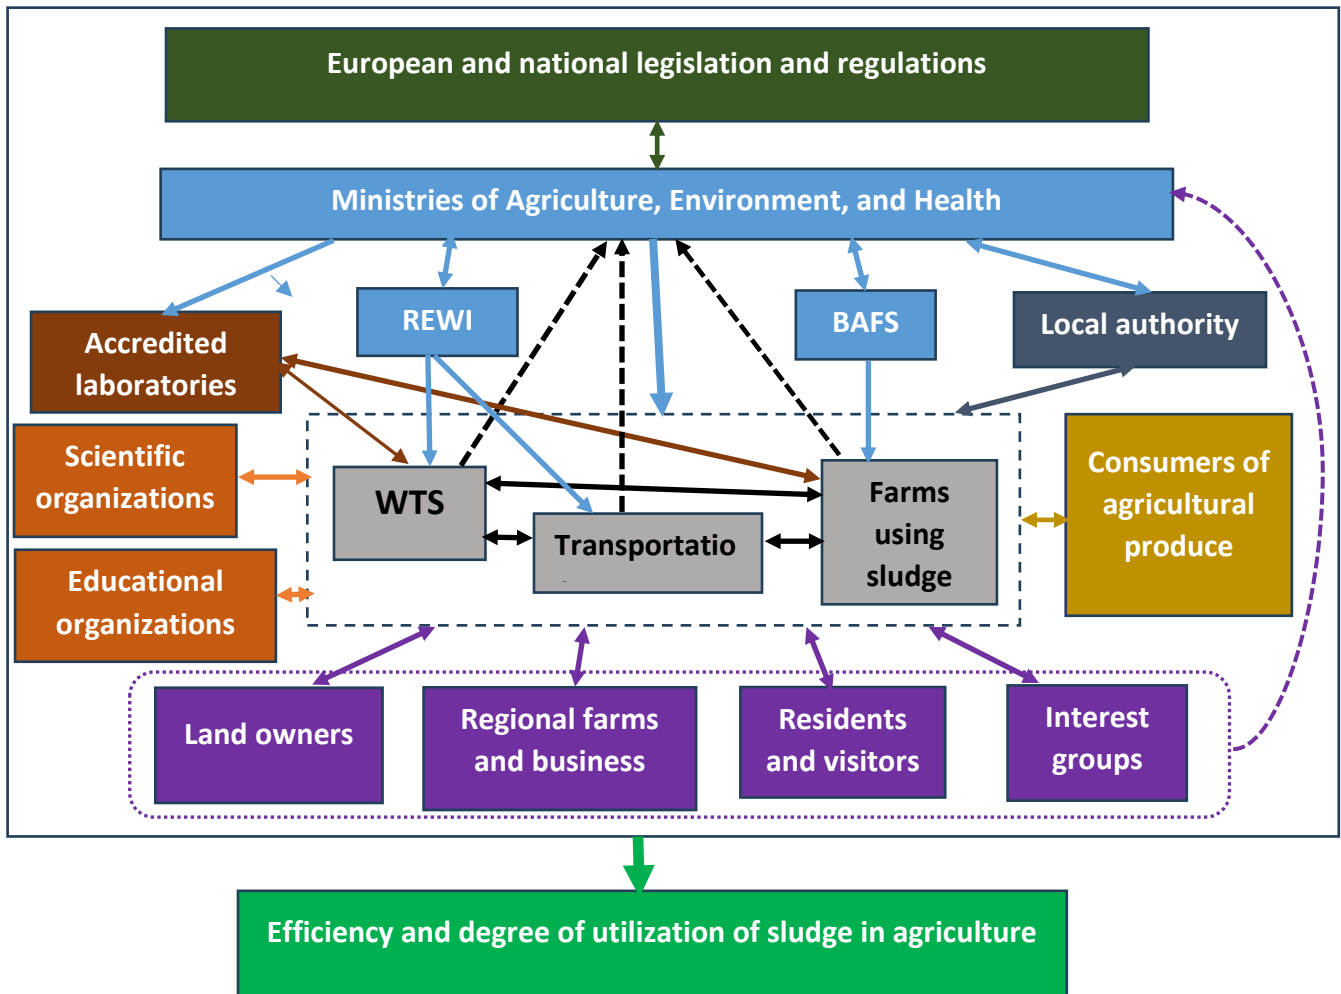 European and national legislation and regulations
Ministries of Agriculture, Environment, and Health
REWI
BAFS
Local authority
Accredited
laboratories
Scientific
organizations
Educational
organizations
WTS
Transportatio
Farms
using
sludge
Consumers of
agricultural
produce
Land owners
Regional farms
and business
Residents
and visitors
Interest
groups
Efficiency and degree of utilization of sludge in agriculture